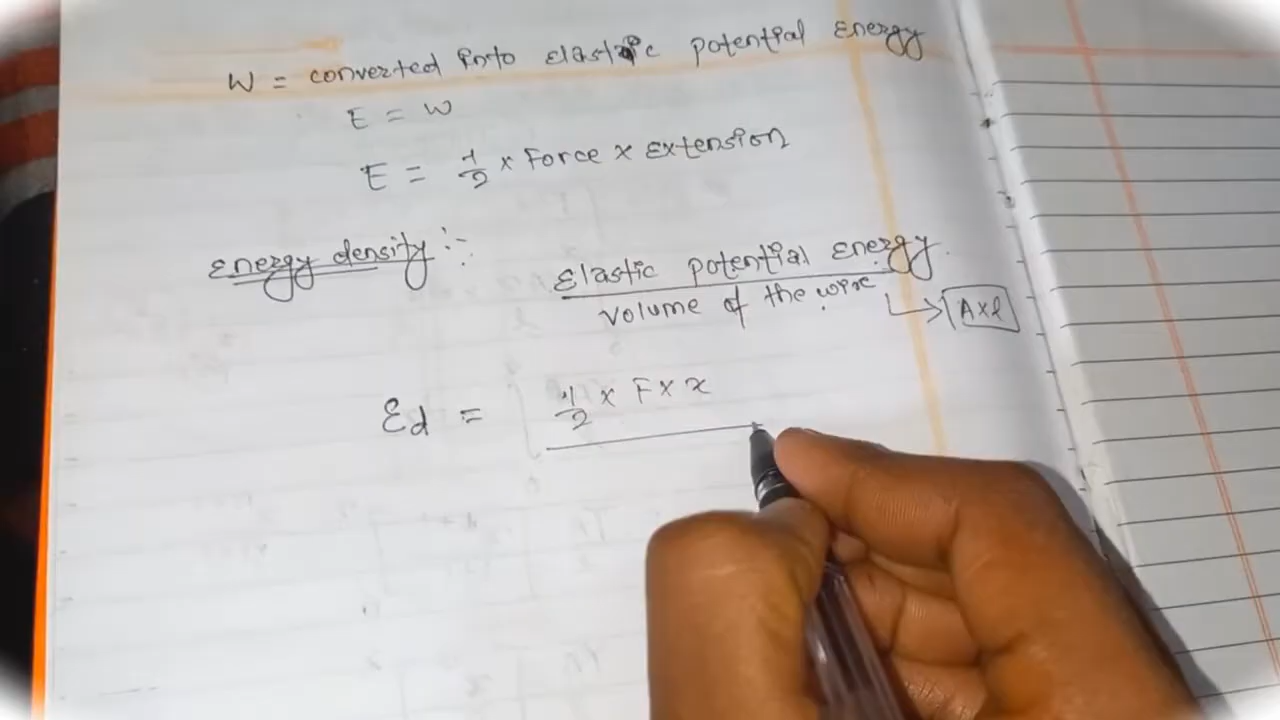 W = converted into elastic potential Energy
E = W
E = 1/2 × Force × Extension
Energy density :-
Elastic potential Energy.
volume of the wire → A×l
Ed = 1/2 × F × x